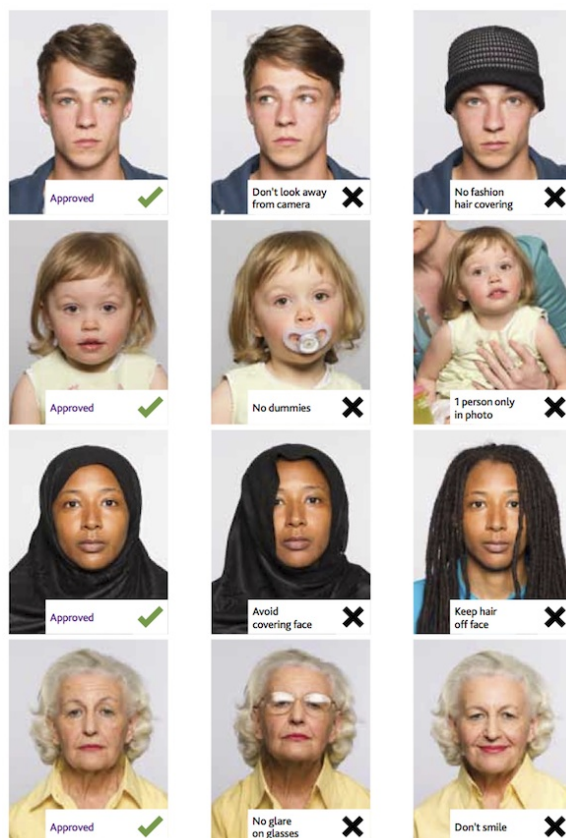 Approved
Don't look away
from camera
No fashion
hair covering
Approved
No dummies
1 person only
in photo
Approved
Avoid
covering face
Keep hair
off face
Approved
No glare
on glasses
Don't smile